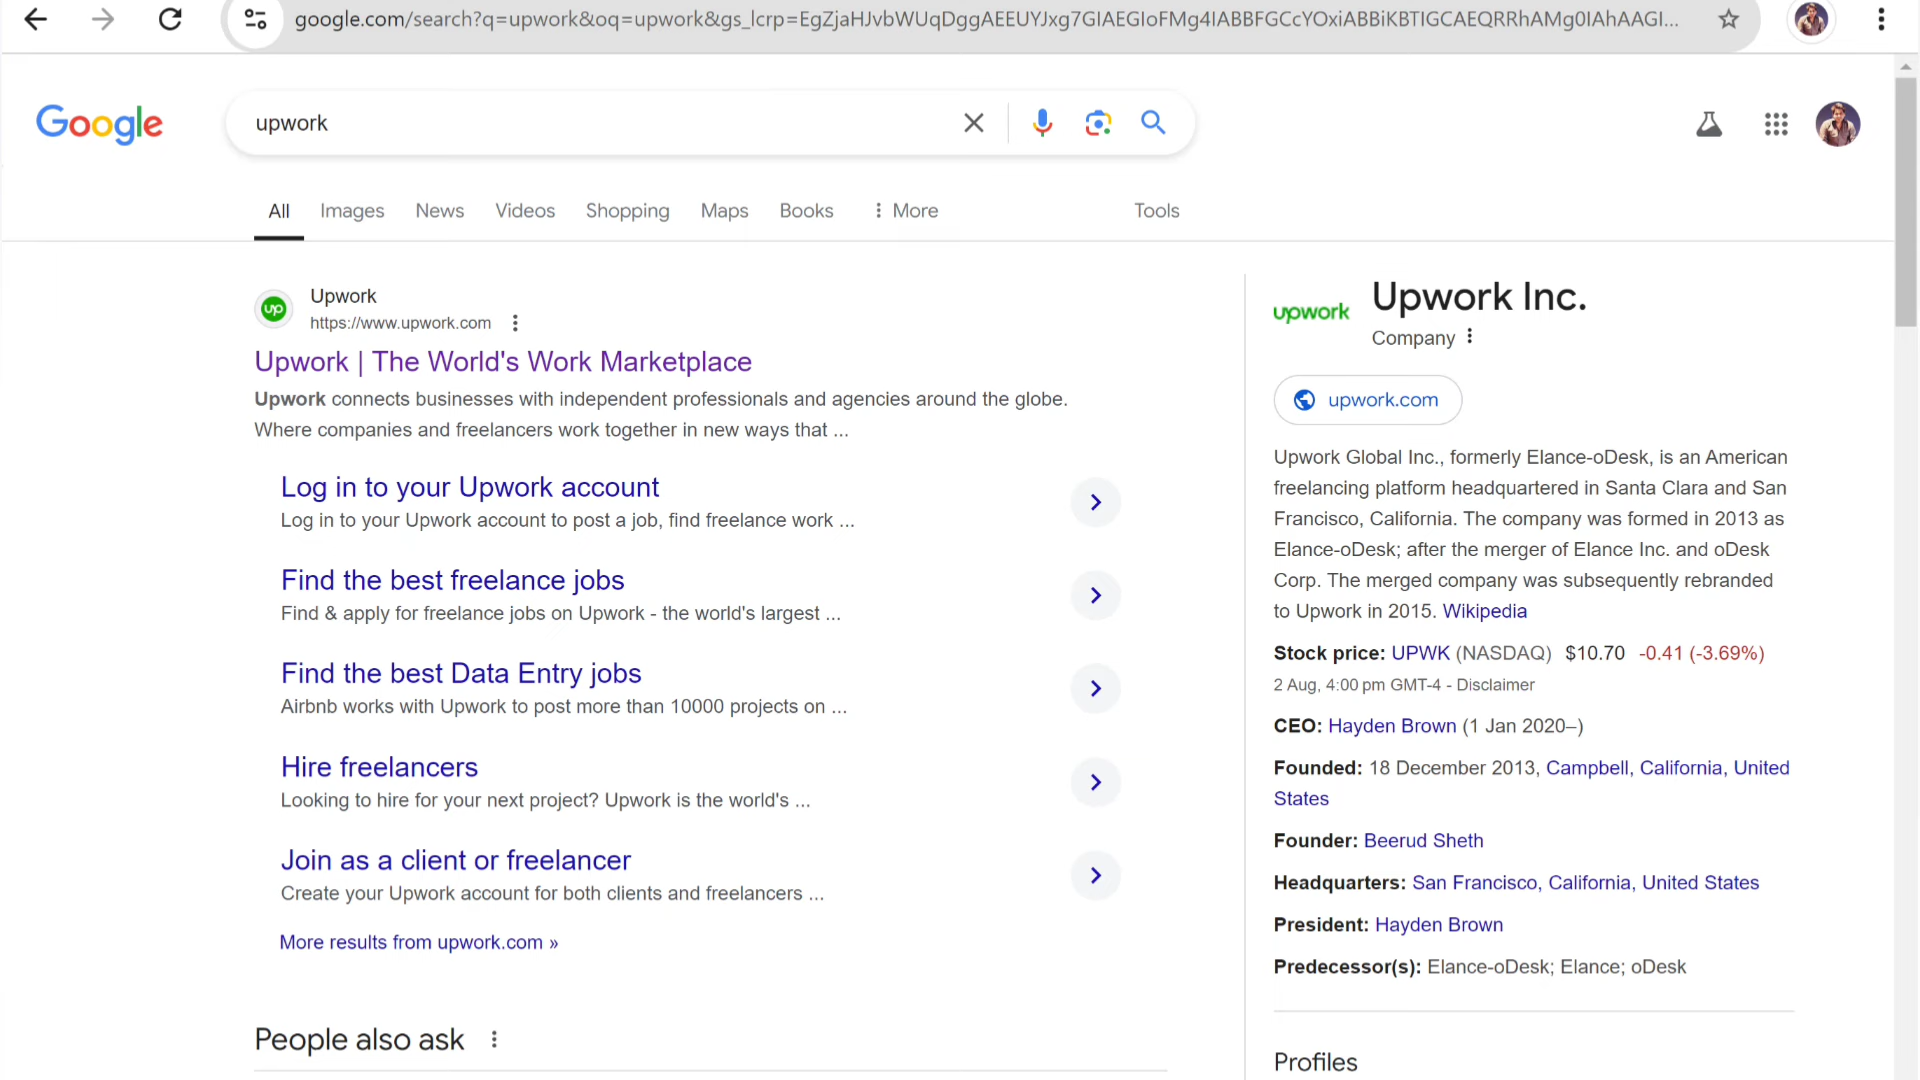 google.com/search?q=upwork&oq=upwork&gs_lcrp=EgZjaHJvbWUqDggAEEUYJxg7GIAEGIoFMg4IABBFGCcYOxiABBiKBTIGCAEQRRhAMg0IAhAAGI...
Google
upwork
All Images News Videos Shopping Maps Books More Tools
up
Upwork
https://www.upwork.com
Upwork | The World's Work Marketplace
Upwork connects businesses with independent professionals and agencies around the globe.
Where companies and freelancers work together in new ways that ...
Log in to your Upwork account
Log in to your Upwork account to post a job, find freelance work ...
Find the best freelance jobs
Find & apply for freelance jobs on Upwork - the world's largest ...
Find the best Data Entry jobs
Airbnb works with Upwork to post more than 10000 projects on ...
Hire freelancers
Looking to hire for your next project? Upwork is the world's ...
Join as a client or freelancer
Create your Upwork account for both clients and freelancers ...
More results from upwork.com »
People also ask
upwork
Upwork Inc.
Company
upwork.com
Upwork Global Inc., formerly Elance-oDesk, is an American
freelancing platform headquartered in Santa Clara and San
Francisco, California. The company was formed in 2013 as
Elance-oDesk; after the merger of Elance Inc. and oDesk
Corp. The merged company was subsequently rebranded
to Upwork in 2015. Wikipedia
Stock price: UPWK (NASDAQ) $10.70 -0.41 (-3.69%)
2 Aug, 4:00 pm GMT-4 - Disclaimer
CEO: Hayden Brown (1 Jan 2020–)
Founded: 18 December 2013, Campbell, California, United
States
Founder: Beerud Sheth
Headquarters: San Francisco, California, United States
President: Hayden Brown
Predecessor(s): Elance-oDesk; Elance; oDesk
Profiles